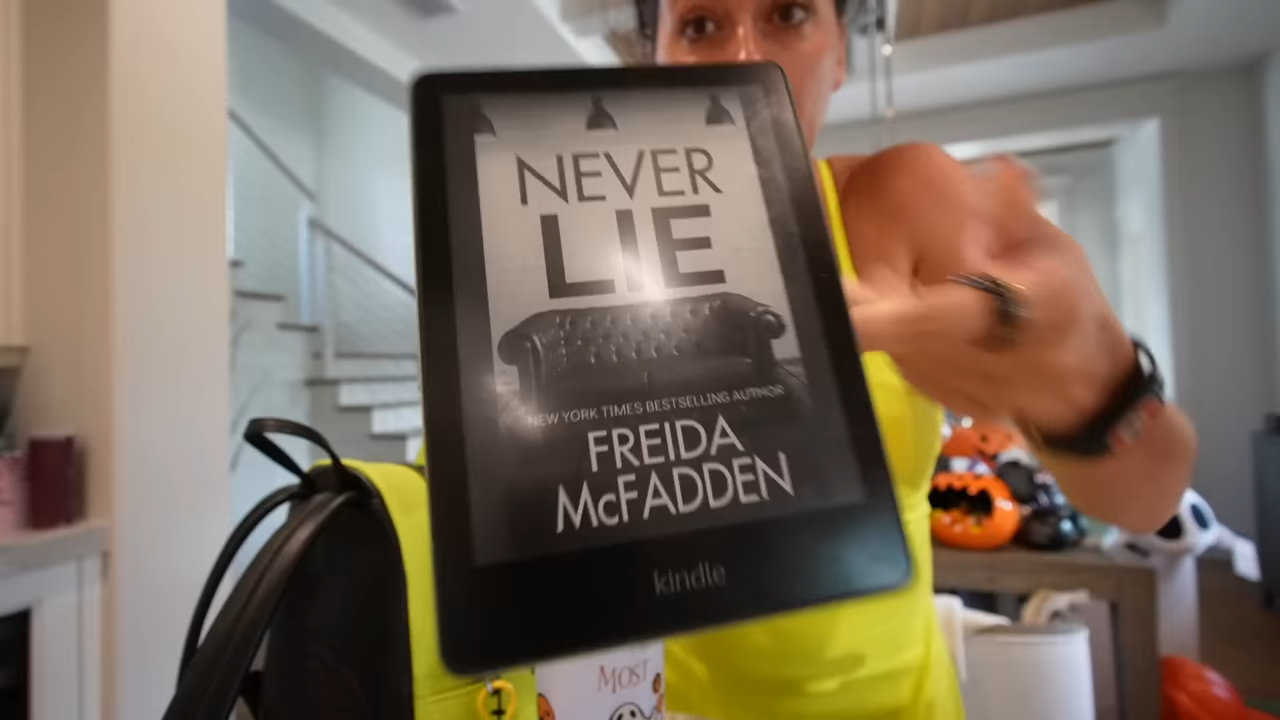 NEVER
LIE
NEW YORK TIMES BESTSELLING AUTHOR
FREIDA
McFADDEN
kindle
MOST